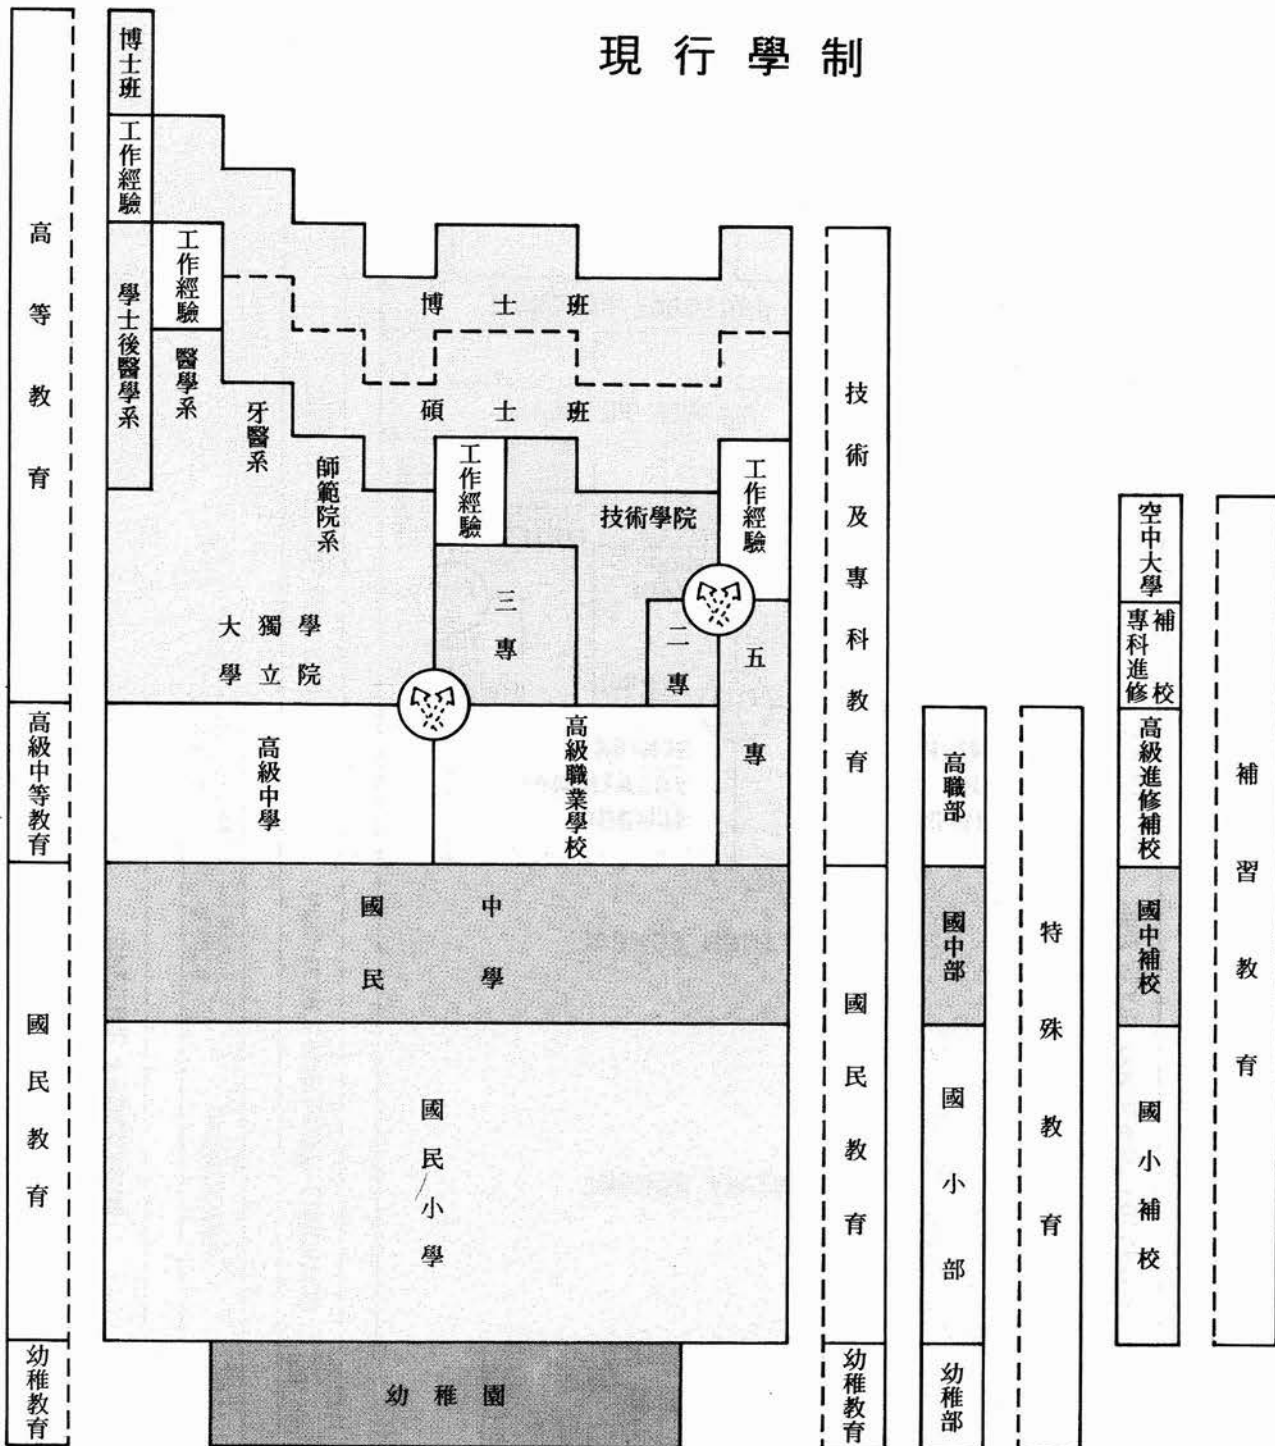 現行學制
高等教育
高級中等教育
國民教育
幼稚教育
博士班
工作經驗
學士後醫學系
工作經驗
醫學系
牙醫系
師範院系
大學
獨立
學院
博士班
碩士班
工作經驗
技術學院
工作經驗
三專
二專
五專
高級中學
高級職業學校
國民中學
國民小學
幼稚園
技術及專科教育
國民教育
幼稚教育
高職部
國中部
國小部
幼稚部
特殊教育
空中大學
專科進修補校
高級進修補校
國中補校
國小補校
補習教育